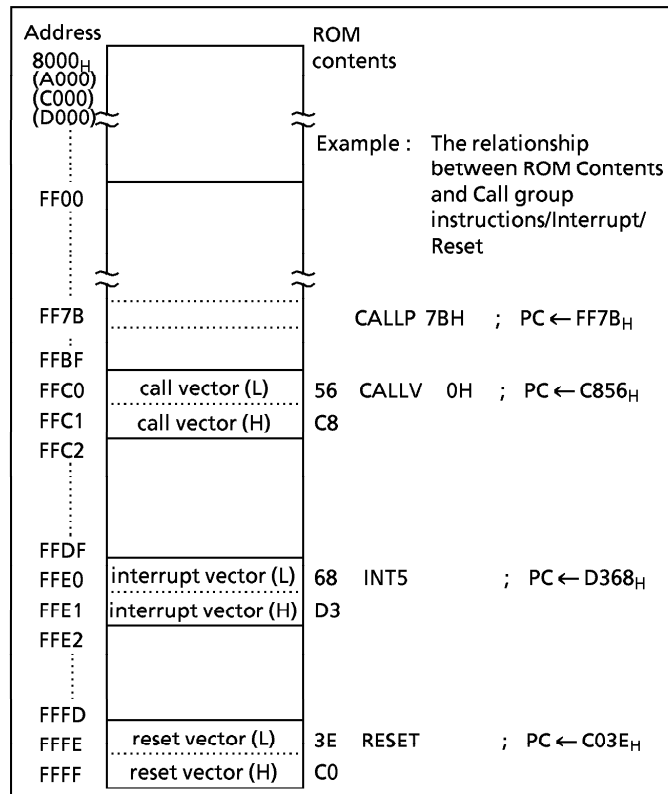 Address ROM
8000H contents
(A000)
(C000)
(D000)
Example : The relationship
between ROM Contents
and Call group
instructions/Interrupt/
Reset
FF00
FF7B CALLP 7BH ; PC ← FF7BH
FFBF
FFC0 call vector (L) 56 CALLV 0H ; PC ← C856H
FFC1 call vector (H) C8
FFC2
FFDF
FFE0 interrupt vector (L) 68 INT5 ; PC ← D368H
FFE1 interrupt vector (H) D3
FFE2
FFFD
FFFE reset vector (L) 3E RESET ; PC ← C03EH
FFFF reset vector (H) C0